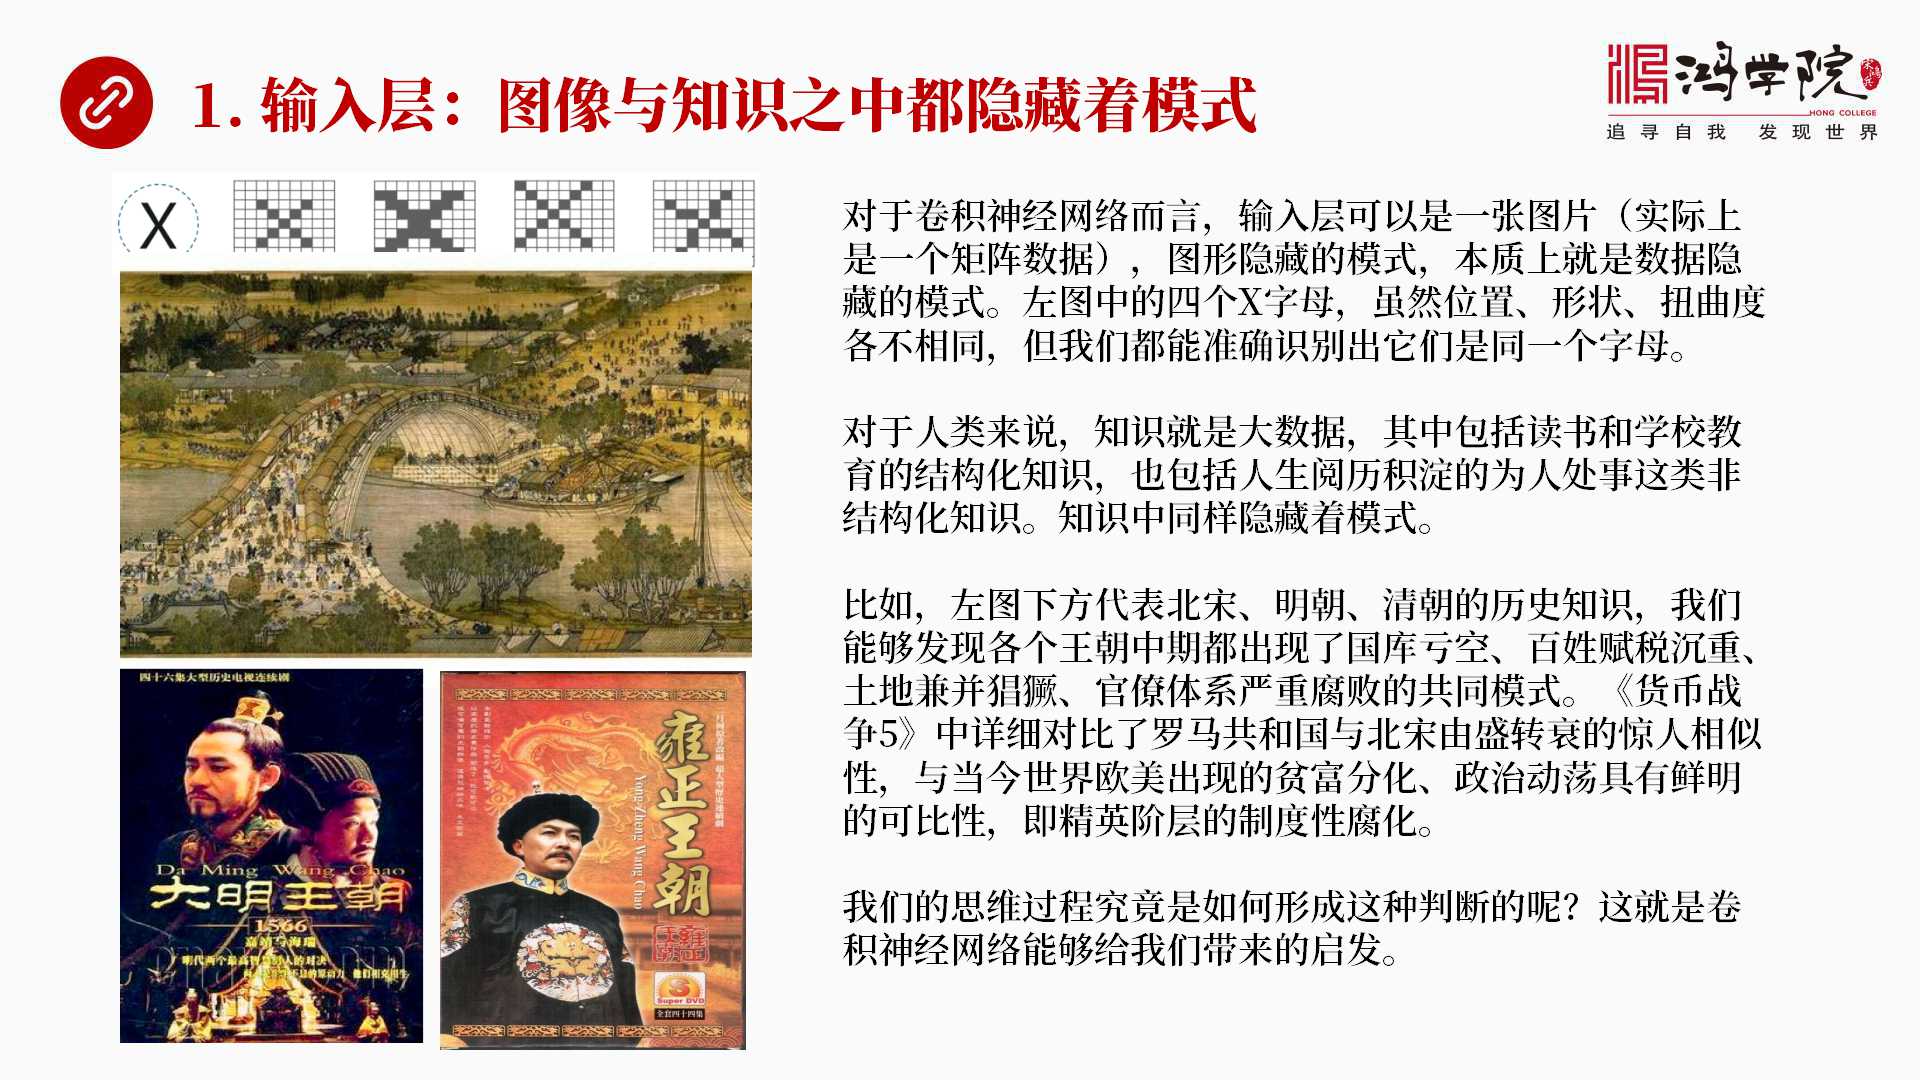 1. 输入层：图像与知识之中都隐藏着模式
鸿学院
宋鸿兵
HONG COLLEGE
追寻自我 发现世界
X
对于卷积神经网络而言，输入层可以是一张图片（实际上
是一个矩阵数据），图形隐藏的模式，本质上就是数据隐
藏的模式。左图中的四个X字母，虽然位置、形状、扭曲度
各不相同，但我们都能准确识别出它们是同一个字母。
对于人类来说，知识就是大数据，其中包括读书和学校教
育的结构化知识，也包括人生阅历积淀的为人处事这类非
结构化知识。知识中同样隐藏着模式。
比如，左图下方代表北宋、明朝、清朝的历史知识，我们
能够发现各个王朝中期都出现了国库亏空、百姓赋税沉重、
土地兼并猖獗、官僚体系严重腐败的共同模式。《货币战
争5》中详细对比了罗马共和国与北宋由盛转衰的惊人相似
性，与当今世界欧美出现的贫富分化、政治动荡具有鲜明
的可比性，即精英阶层的制度性腐化。
我们的思维过程究竟是如何形成这种判断的呢？这就是卷
积神经网络能够给我们带来的启发。
四十六集大型历史电视连续剧
Da Ming Wang Chao
大明王朝
1566
嘉靖与海瑞
雍正王朝
Yong Zheng Wang Chao
Super DVD
全套四十四集